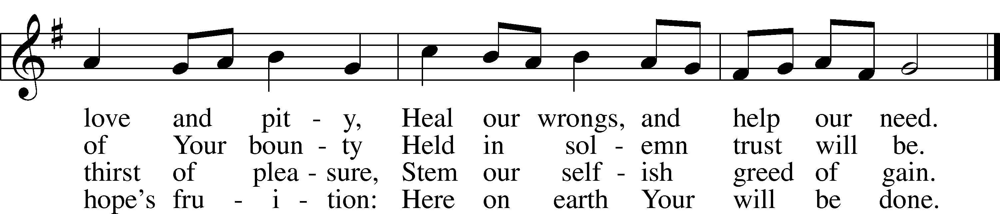 love and pit - y, Heal our wrongs, and help our need.
of Your boun - ty Held in sol - emn trust will be.
thirst of plea - sure, Stem our self - ish greed of gain.
hope's fru - i - tion: Here on earth Your will be done.